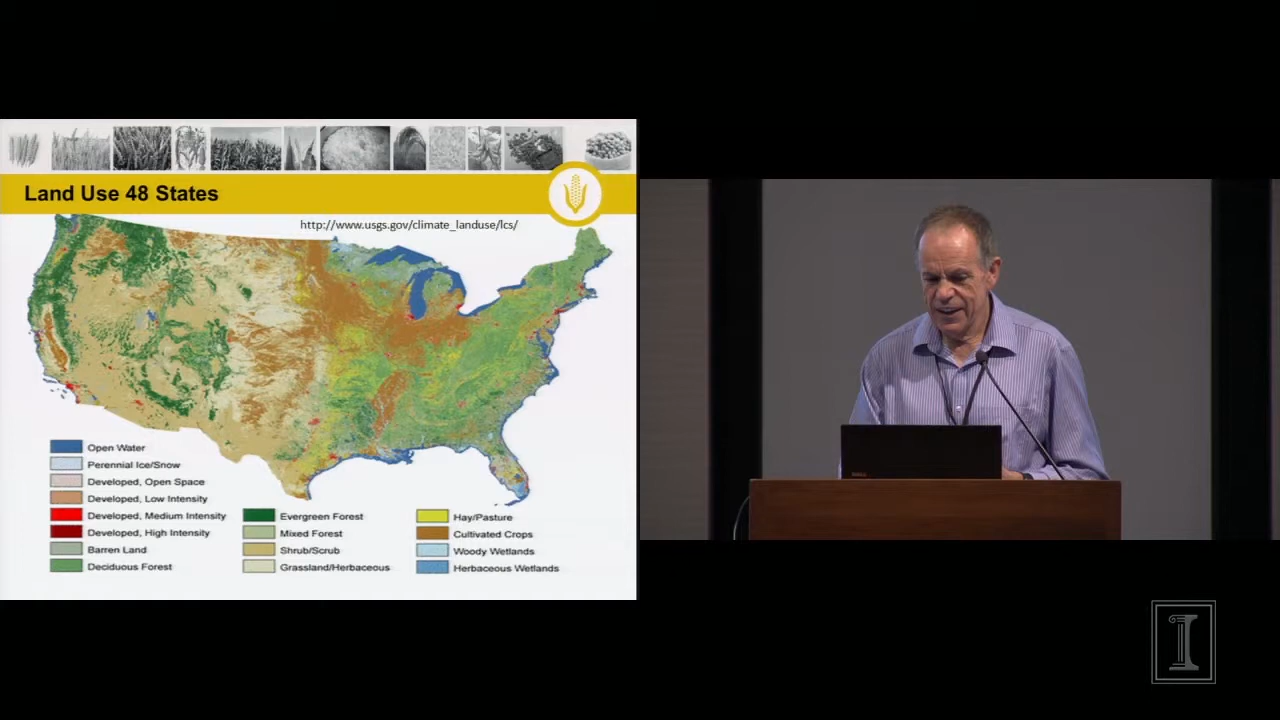 Land Use 48 States
http://www.usgs.gov/climate_landuse/lcs/
Open Water
Perennial Ice/Snow
Developed, Open Space
Developed, Low Intensity
Developed, Medium Intensity
Developed, High Intensity
Barren Land
Deciduous Forest
Evergreen Forest
Mixed Forest
Shrub/Scrub
Grassland/Herbaceous
Hay/Pasture
Cultivated Crops
Woody Wetlands
Herbaceous Wetlands
I